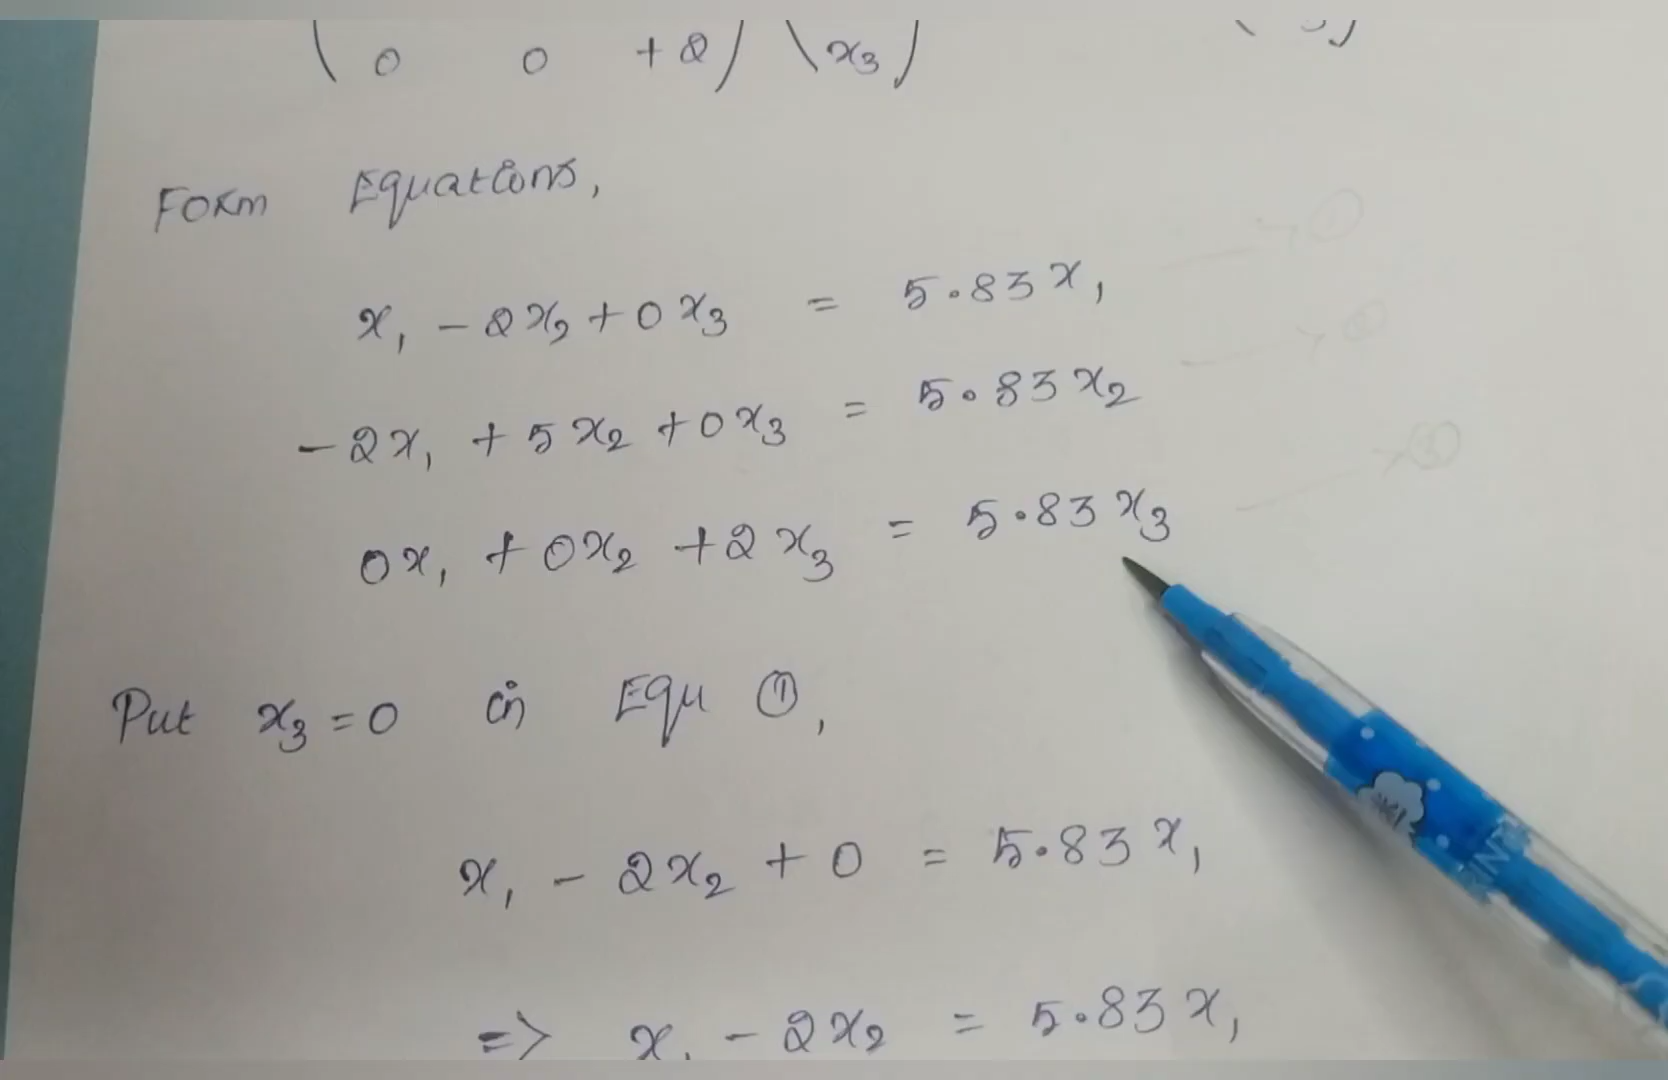 0 0 +2) (x₃)
Form Equations,
x₁ - 2x₂ + 0x₃ = 5.83x₁
-2x₁ + 5x₂ + 0x₃ = 5.83x₂
0x₁ + 0x₂ + 2x₃ = 5.83x₃
Put x₃ = 0 in Equ ①,
x₁ - 2x₂ + 0 = 5.83x₁
=> x₁ - 2x₂ = 5.83x₁